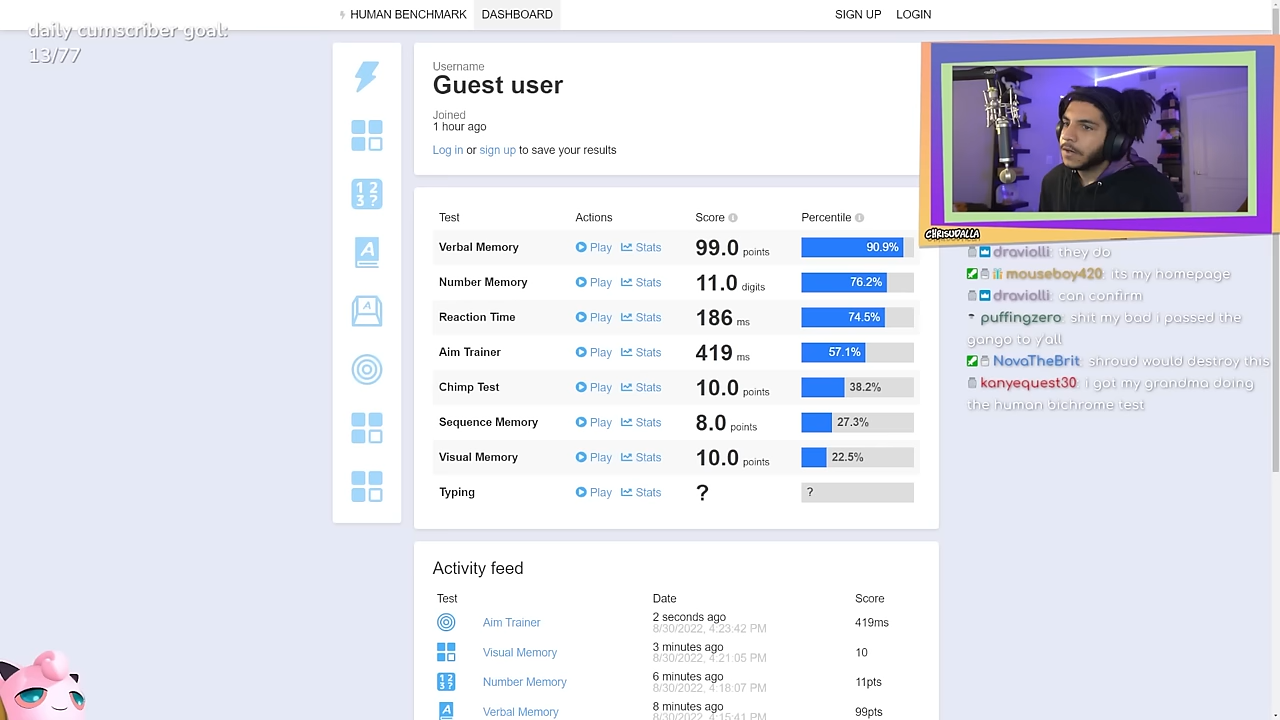 HUMAN BENCHMARK DASHBOARD SIGN UP LOGIN
daily cumscriber goal:
13/77
Username
Guest user
Joined
1 hour ago
Log in or sign up to save your results
Test Actions Score Percentile
Verbal Memory Play Stats 99.0 points 90.9%
Number Memory Play Stats 11.0 digits 76.2%
Reaction Time Play Stats 186 ms 74.5%
Aim Trainer Play Stats 419 ms 57.1%
Chimp Test Play Stats 10.0 points 38.2%
Sequence Memory Play Stats 8.0 points 27.3%
Visual Memory Play Stats 10.0 points 22.5%
Typing Play Stats ? ?
Activity feed
Test Date Score
Aim Trainer 2 seconds ago 419ms
8/30/2022, 4:23:42 PM
Visual Memory 3 minutes ago 10
8/30/2022, 4:21:05 PM
Number Memory 6 minutes ago 11pts
8/30/2022, 4:18:07 PM
Verbal Memory 8 minutes ago 99pts
8/30/2022, 4:15:41 PM
CHRISUDALLA
draviolli: they do
mouseboy420: its my homepage
draviolli: can confirm
puffingzero: shit my bad i passed the
gango to y'all
NovaTheBrit: shroud would destroy this
kanyequest30: i got my grandma doing
the human bichrome test